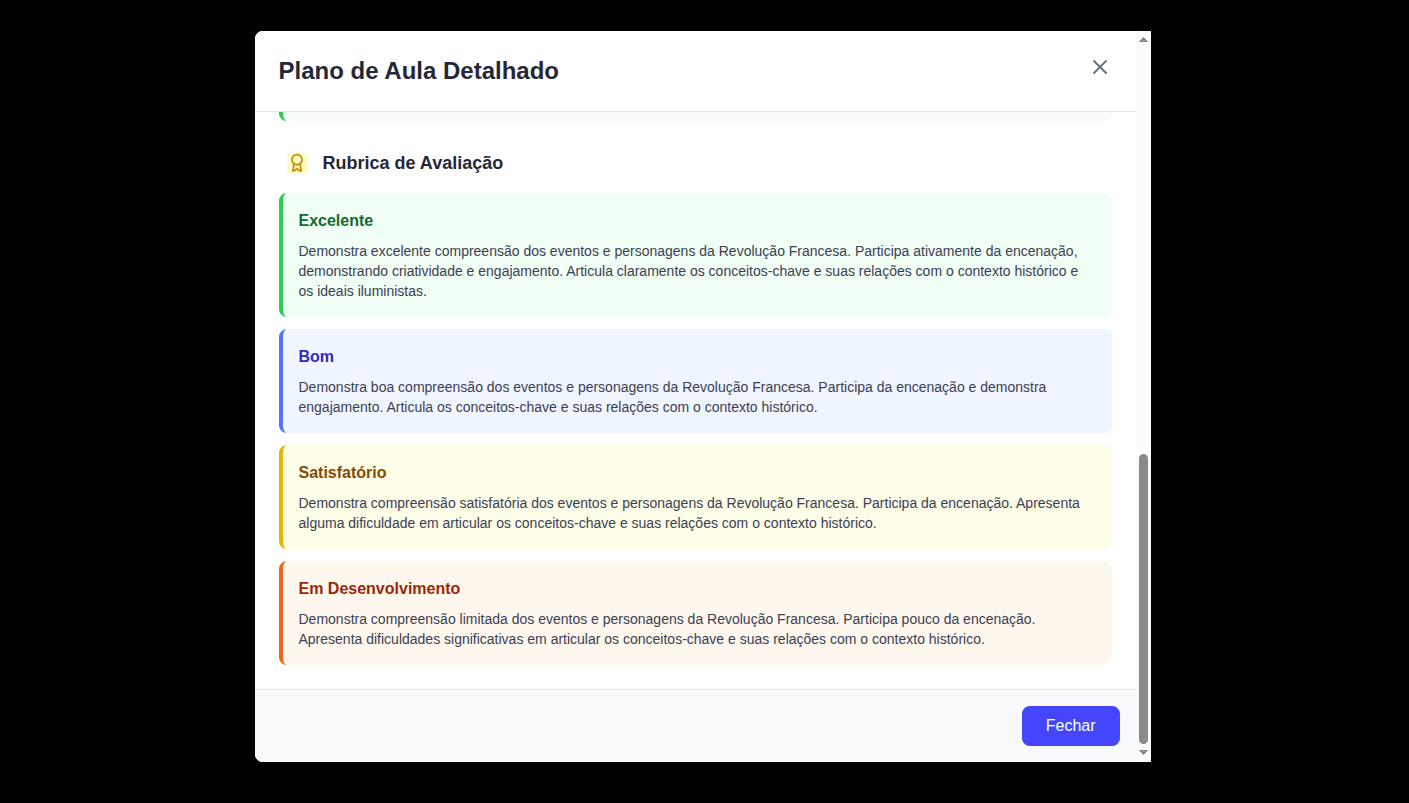 Plano de Aula Detalhado
Rubrica de Avaliação
Excelente
Demonstra excelente compreensão dos eventos e personagens da Revolução Francesa. Participa ativamente da encenação,
demonstrando criatividade e engajamento. Articula claramente os conceitos-chave e suas relações com o contexto histórico e
os ideais iluministas.
Bom
Demonstra boa compreensão dos eventos e personagens da Revolução Francesa. Participa da encenação e demonstra
engajamento. Articula os conceitos-chave e suas relações com o contexto histórico.
Satisfatório
Demonstra compreensão satisfatória dos eventos e personagens da Revolução Francesa. Participa da encenação. Apresenta
alguma dificuldade em articular os conceitos-chave e suas relações com o contexto histórico.
Em Desenvolvimento
Demonstra compreensão limitada dos eventos e personagens da Revolução Francesa. Participa pouco da encenação.
Apresenta dificuldades significativas em articular os conceitos-chave e suas relações com o contexto histórico.
Fechar